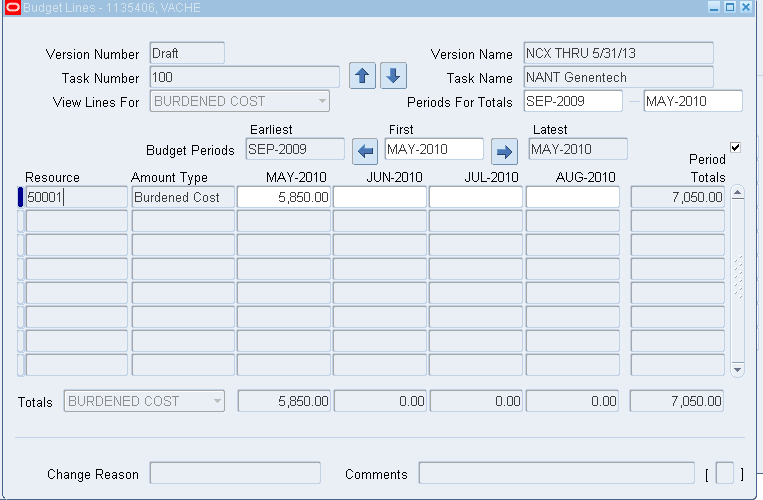 Budget Lines - 1135406, VACHE
Version Number Draft Version Name NCX THRU 5/31/13
Task Number 100 Task Name NANT Genentech
View Lines For BURDENED COST Periods For Totals SEP-2009 — MAY-2010
Earliest First Latest
Budget Periods SEP-2009 MAY-2010 MAY-2010
Period
Resource Amount Type MAY-2010 JUN-2010 JUL-2010 AUG-2010 Totals
50001 Burdened Cost 5,850.00 7,050.00
Totals BURDENED COST 5,850.00 0.00 0.00 0.00 7,050.00
Change Reason Comments [ ]